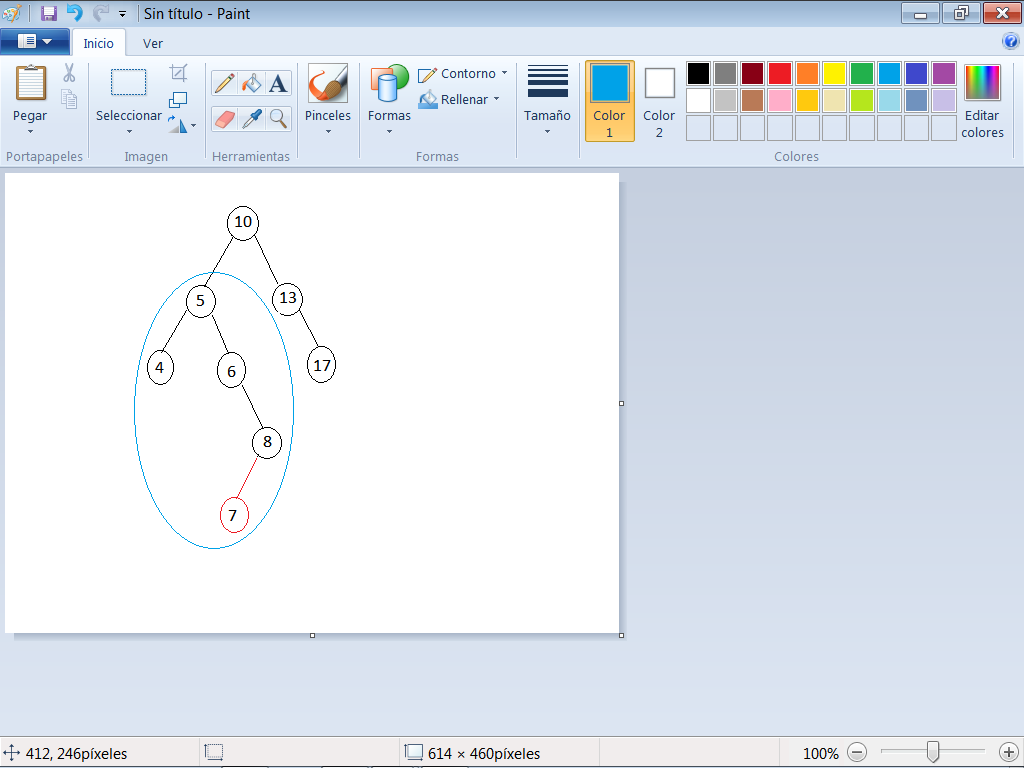 Sin título - Paint
Inicio Ver
Pegar
Seleccionar
Pinceles
Formas
Contorno
Rellenar
Tamaño
Color 1
Color 2
Editar colores
Portapapeles
Imagen
Herramientas
Formas
Colores
10
5
13
4
6
17
8
7
412, 246píxeles
614 × 460píxeles
100%